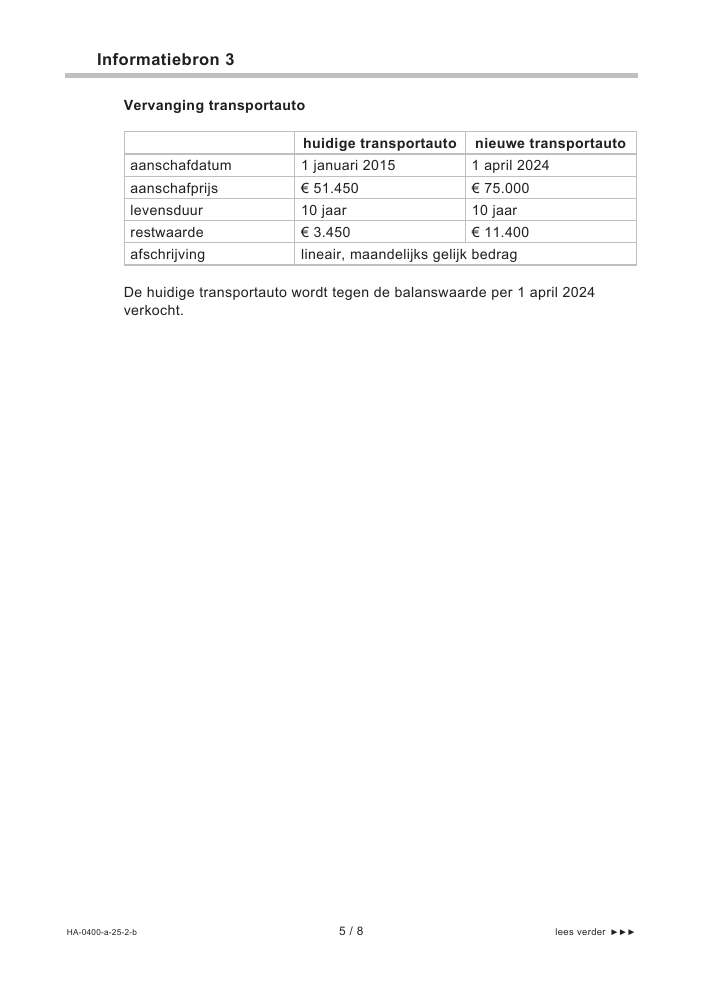 Informatiebron 3
Vervanging transportauto
huidige transportauto nieuwe transportauto
aanschafdatum 1 januari 2015 1 april 2024
aanschafprijs € 51.450 € 75.000
levensduur 10 jaar 10 jaar
restwaarde € 3.450 € 11.400
afschrijving lineair, maandelijks gelijk bedrag
De huidige transportauto wordt tegen de balanswaarde per 1 april 2024
verkocht.
HA-0400-a-25-2-b 5 / 8 lees verder ►►►